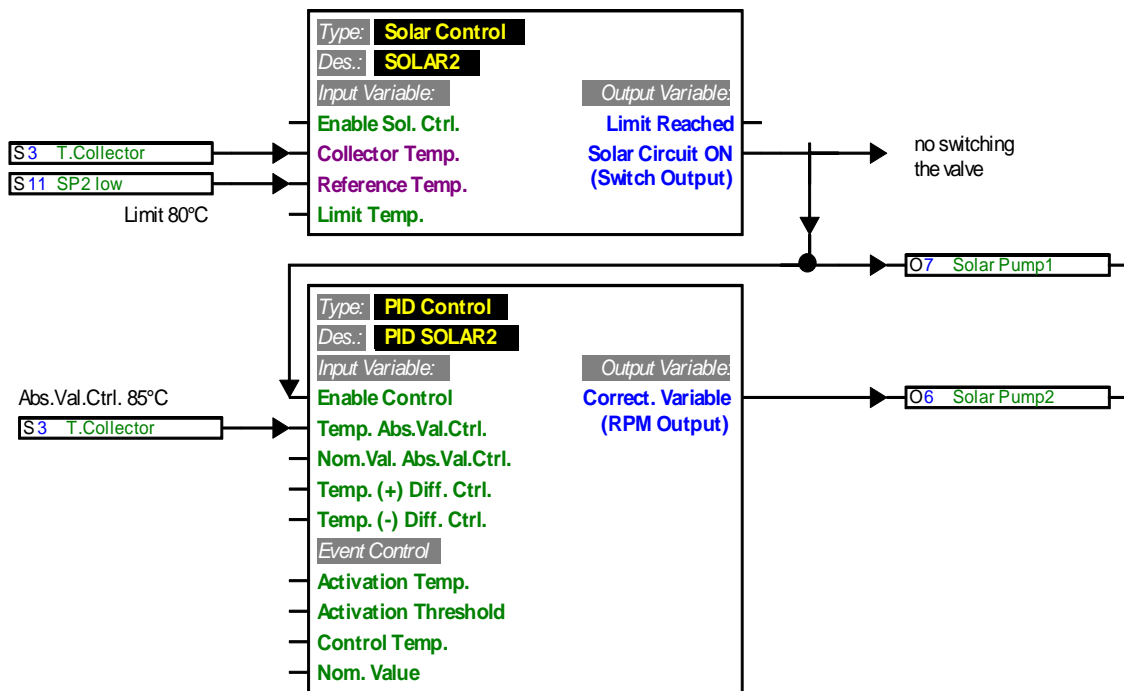 Type: Solar Control
Des.: SOLAR2
Input Variable: Output Variable:
Enable Sol. Ctrl. Limit Reached
S 3 T.Collector Collector Temp. Solar Circuit ON no switching
S 11 SP2 low Reference Temp. (Switch Output) the valve
Limit 80°C Limit Temp.
O7 Solar Pump1
Type: PID Control
Des.: PID SOLAR2
Input Variable: Output Variable:
Abs.Val.Ctrl. 85°C Enable Control Correct. Variable O6 Solar Pump2
S 3 T.Collector Temp. Abs.Val.Ctrl. (RPM Output)
Nom.Val. Abs.Val.Ctrl.
Temp. (+) Diff. Ctrl.
Temp. (-) Diff. Ctrl.
Event Control
Activation Temp.
Activation Threshold
Control Temp.
Nom. Value